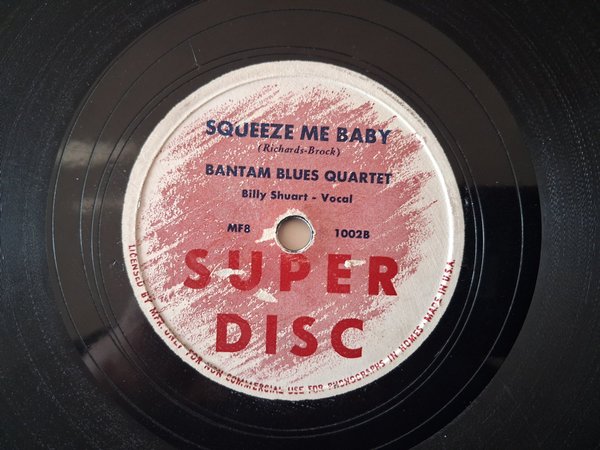 SQUEEZE ME BABY
(Richards-Brock)
BANTAM BLUES QUARTET
Billy Shuart - Vocal
MF8 1002B
SUPER
DISC
LICENSED BY MFR. ONLY FOR NON COMMERCIAL USE FOR PHONOGRAPHS IN HOMES. MADE IN U.S.A.